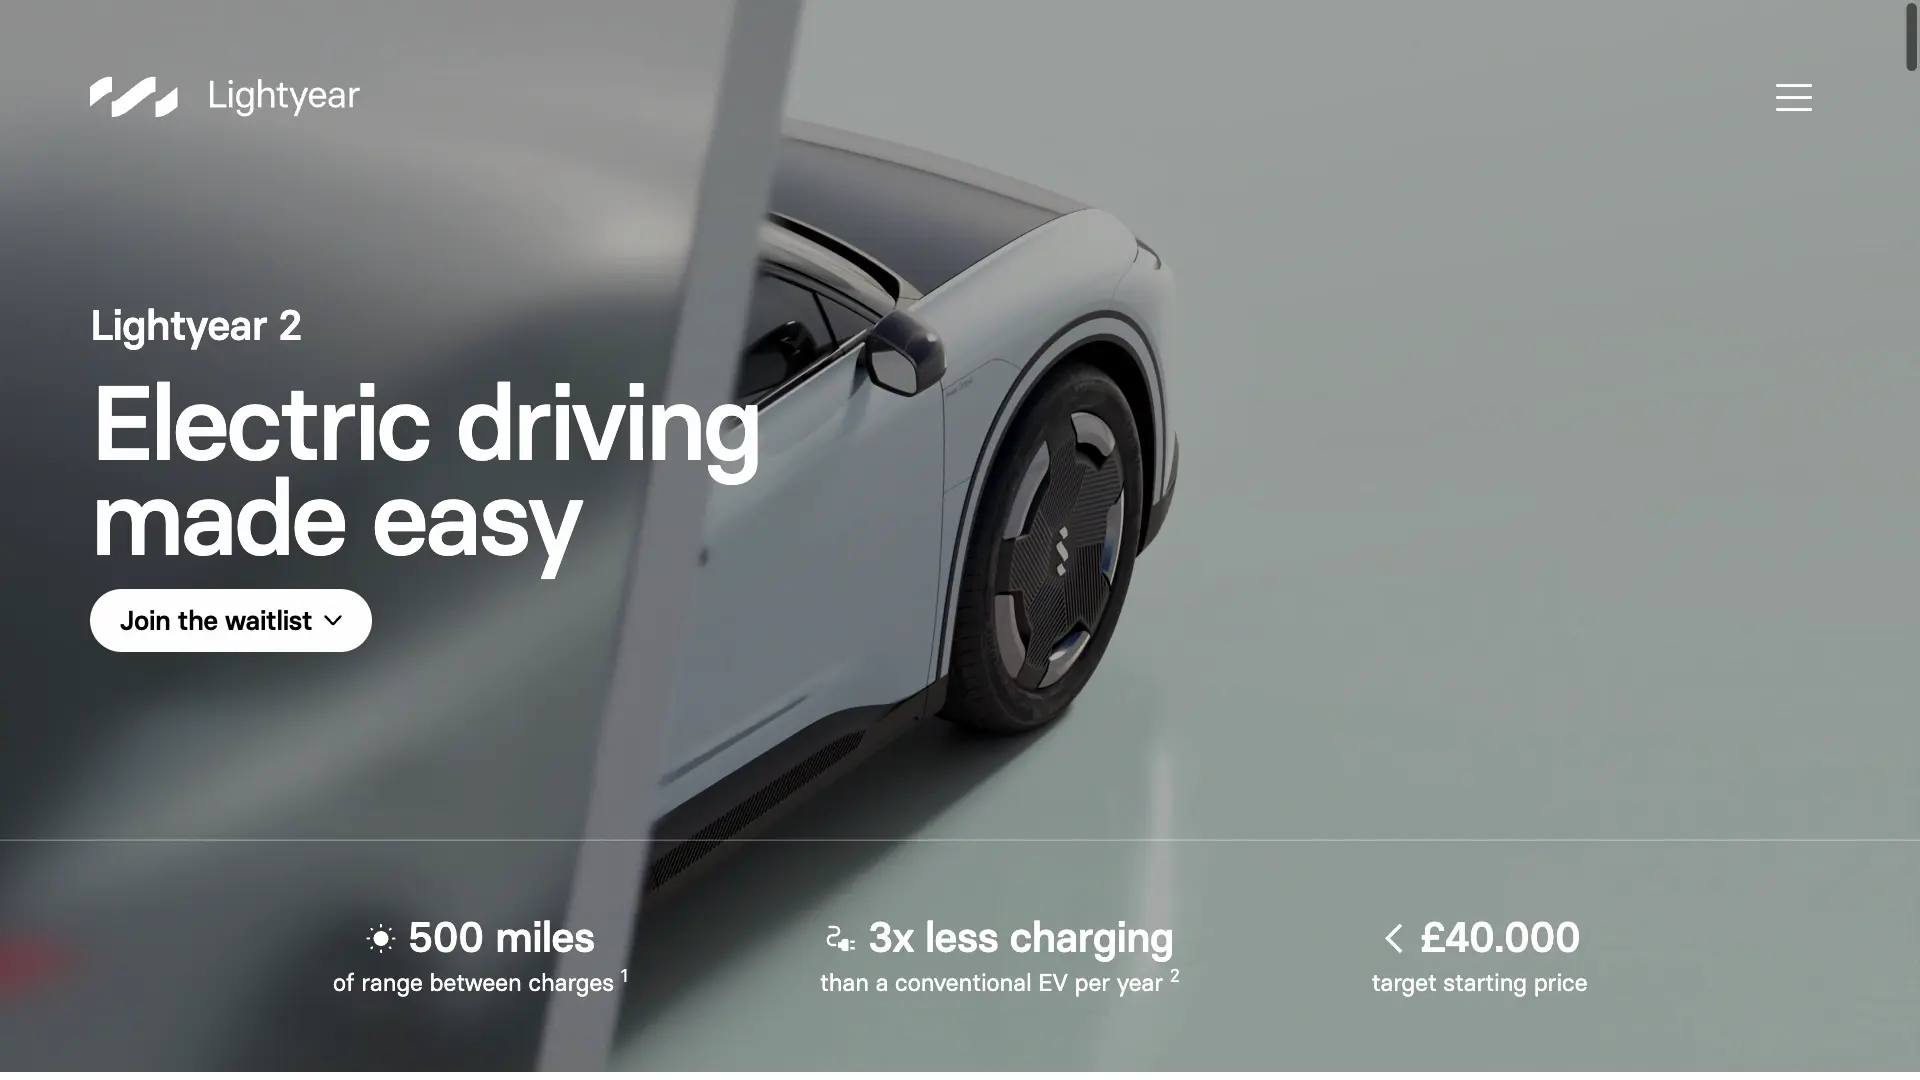 Lightyear
Lightyear 2
Electric driving
made easy
Join the waitlist
500 miles
of range between charges 1
3x less charging
than a conventional EV per year 2
< £40.000
target starting price